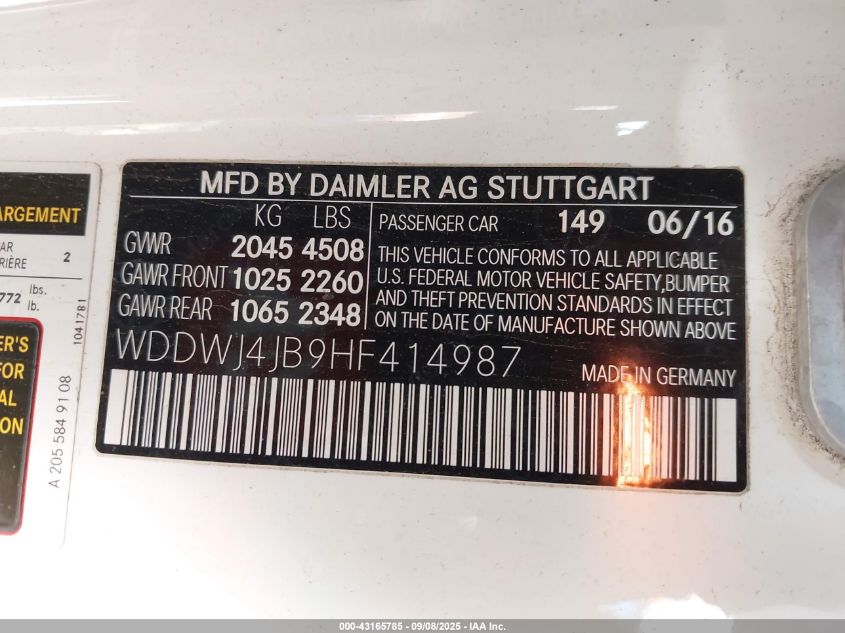 ARGEMENT
AR
RIÈRE 2
772 lbs.
lb.
1041781
ER'S
FOR
AL
ION
A 205 584 91 08
MFD BY DAIMLER AG STUTTGART
KG LBS
GVWR 2045 4508
GAWR FRONT 1025 2260
GAWR REAR 1065 2348
PASSENGER CAR 149 06/16
THIS VEHICLE CONFORMS TO ALL APPLICABLE
U.S. FEDERAL MOTOR VEHICLE SAFETY,BUMPER
AND THEFT PREVENTION STANDARDS IN EFFECT
ON THE DATE OF MANUFACTURE SHOWN ABOVE
WDDWJ4JB9HF414987
MADE IN GERMANY
000-43165785 - 09/08/2025 - IAA Inc.